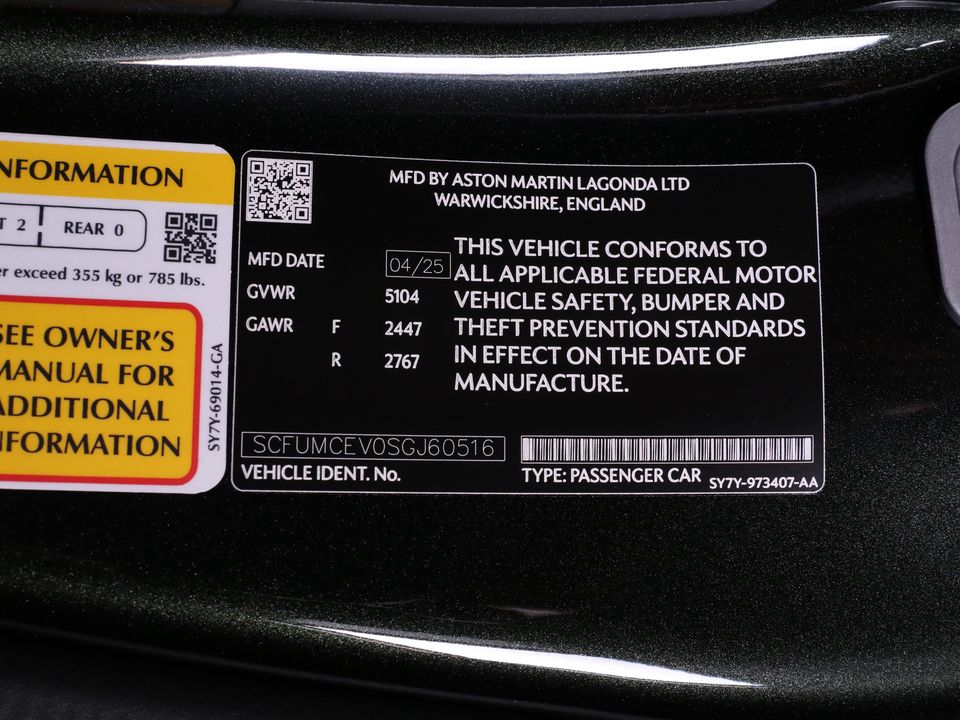 NFORMATION
T 2 REAR 0
er exceed 355 kg or 785 lbs.
SEE OWNER'S
MANUAL FOR
ADDITIONAL
NFORMATION
SY7Y-69014-GA
MFD BY ASTON MARTIN LAGONDA LTD
WARWICKSHIRE, ENGLAND
MFD DATE 04/25
GVWR 5104
GAWR F 2447
R 2767
THIS VEHICLE CONFORMS TO
ALL APPLICABLE FEDERAL MOTOR
VEHICLE SAFETY, BUMPER AND
THEFT PREVENTION STANDARDS
IN EFFECT ON THE DATE OF
MANUFACTURE.
SCFUMCEV0SGJ60516
VEHICLE IDENT. No.
TYPE: PASSENGER CAR SY7Y-973407-AA